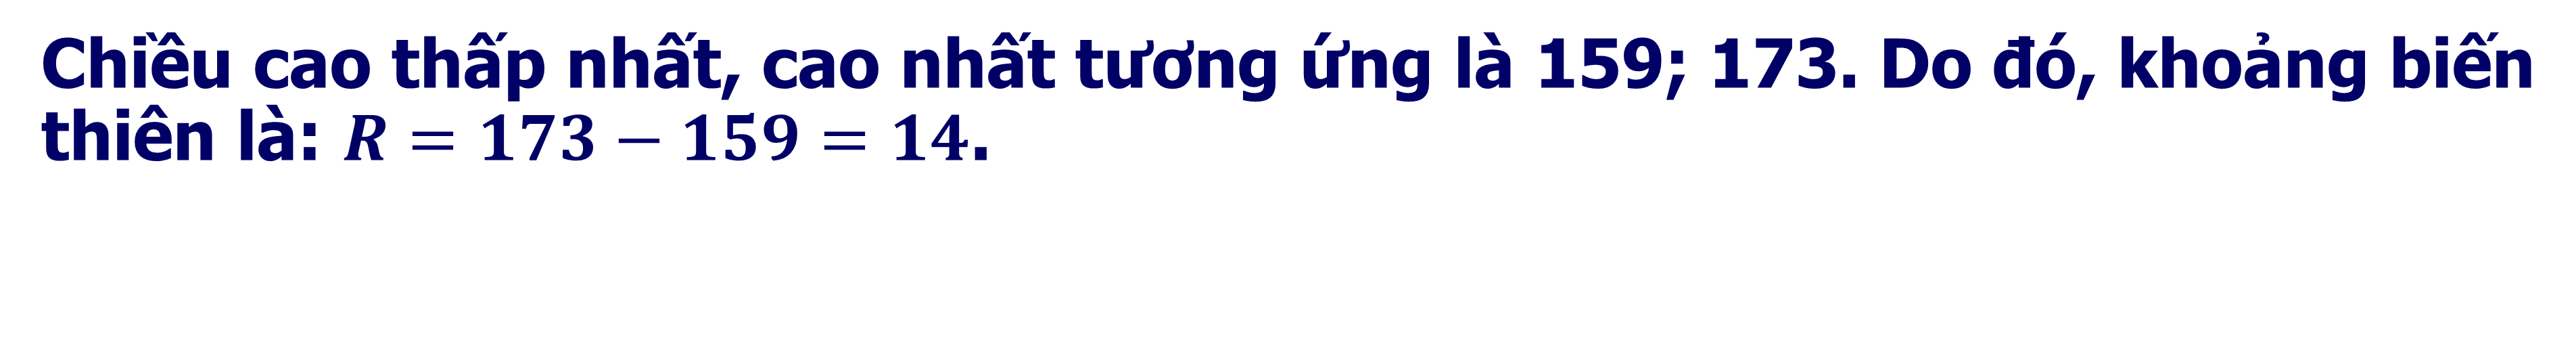 Chiều cao thấp nhất, cao nhất tương ứng là 159; 173. Do đó, khoảng biến
thiên là: R = 173 − 159 = 14.